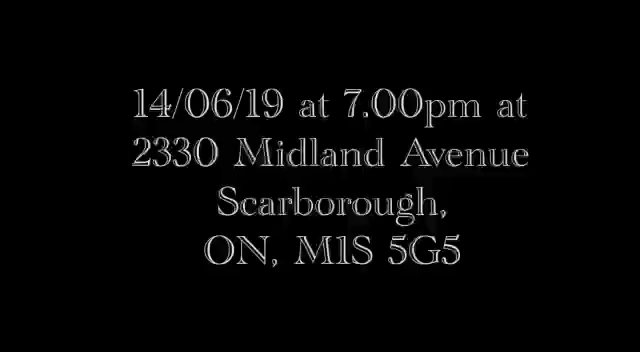 14/06/19 at 7.00pm at
2330 Midland Avenue
Scarborough,
ON, M1S 5G5